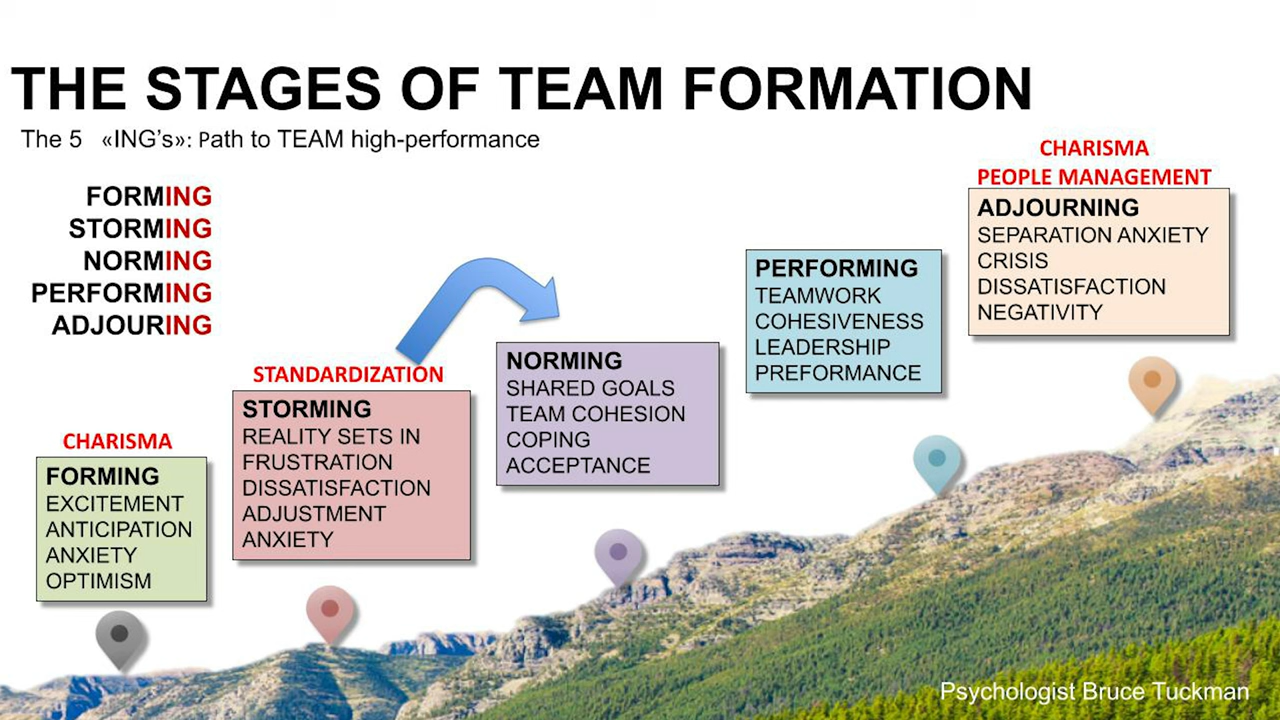 THE STAGES OF TEAM FORMATION
The 5 «ING's»: Path to TEAM high-performance
FORMING
STORMING
NORMING
PERFORMING
ADJOURING
CHARISMA
FORMING
EXCITEMENT
ANTICIPATION
ANXIETY
OPTIMISM
STANDARDIZATION
STORMING
REALITY SETS IN
FRUSTRATION
DISSATISFACTION
ADJUSTMENT
ANXIETY
NORMING
SHARED GOALS
TEAM COHESION
COPING
ACCEPTANCE
PERFORMING
TEAMWORK
COHESIVENESS
LEADERSHIP
PREFORMANCE
CHARISMA
PEOPLE MANAGEMENT
ADJOURNING
SEPARATION ANXIETY
CRISIS
DISSATISFACTION
NEGATIVITY
Psychologist Bruce Tuckman